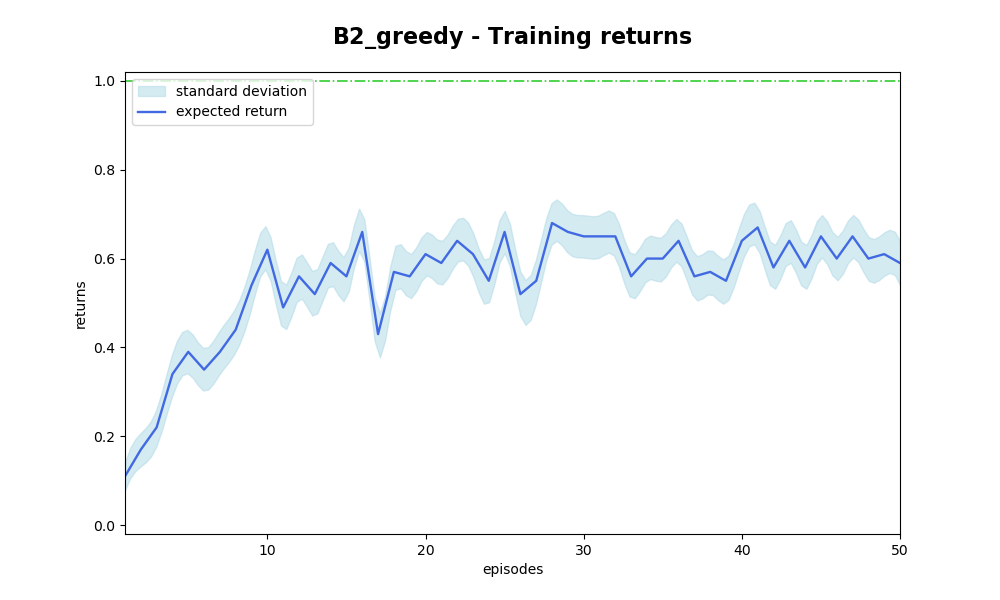 B2_greedy - Training returns
1.0
standard deviation
expected return
0.8
0.6
0.4
0.2
0.0
returns
10 20 30 40 50
episodes